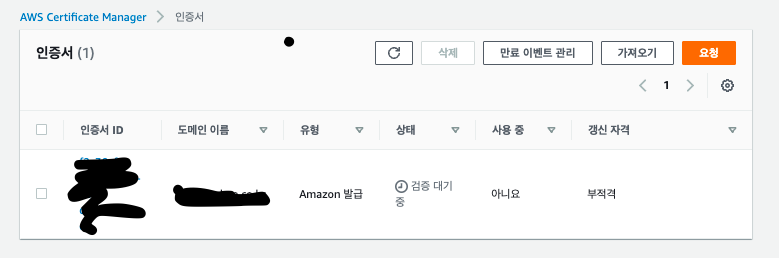 AWS Certificate Manager > 인증서
인증서 (1)
삭제
만료 이벤트 관리
가져오기
요청
1
인증서 ID
도메인 이름
유형
상태
사용 중
갱신 자격
Amazon 발급
검증 대기
중
아니요
부적격